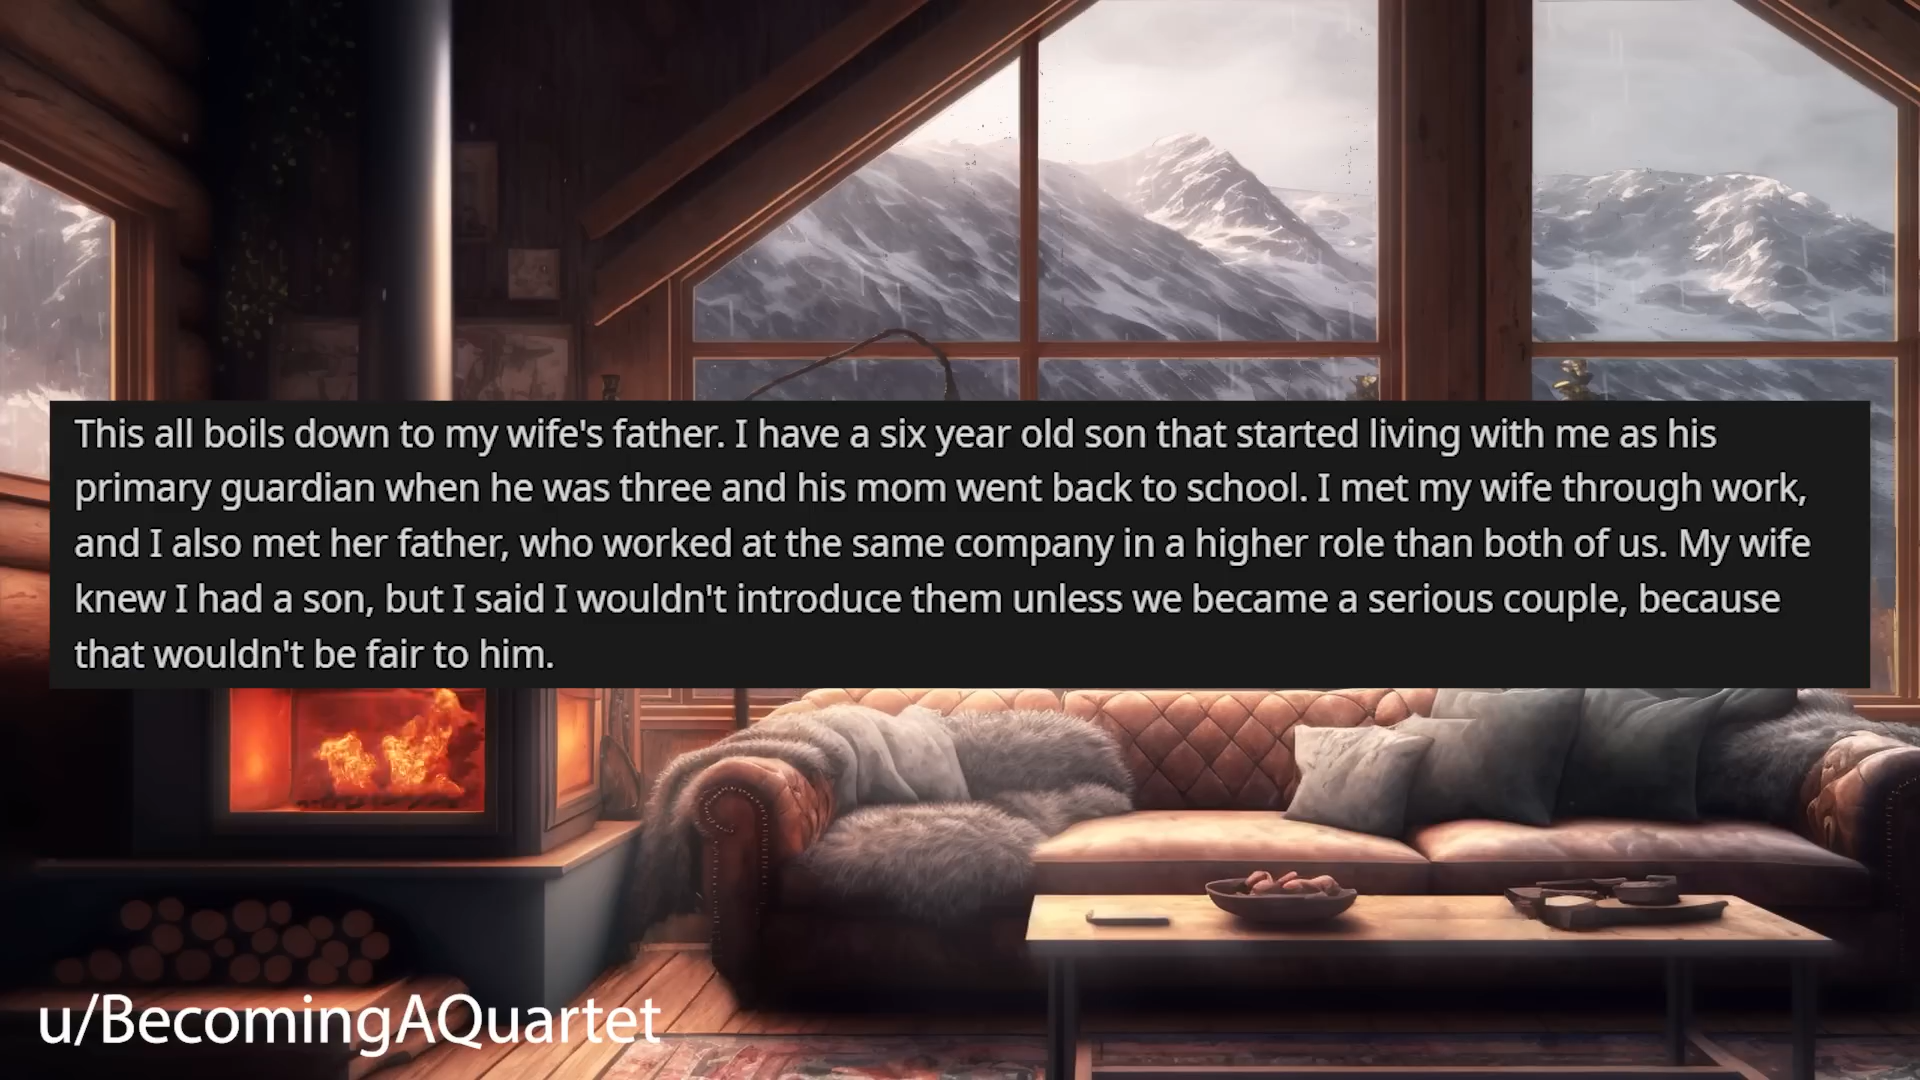 This all boils down to my wife's father. I have a six year old son that started living with me as his
primary guardian when he was three and his mom went back to school. I met my wife through work,
and I also met her father, who worked at the same company in a higher role than both of us. My wife
knew I had a son, but I said I wouldn't introduce them unless we became a serious couple, because
that wouldn't be fair to him.
u/BecomingAQuartet